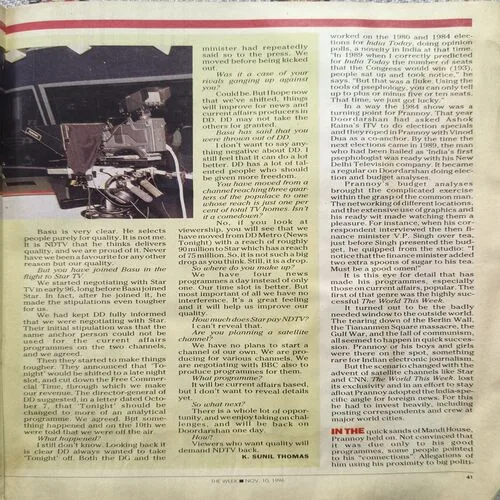 Basu is very clear. He selects
people purely for quality. It is not me.
It is NDTV that he thinks delivers
quality, and we are proud of it. Never
have we been a favourite for any other
reason but our quality.
But you have joined Basu in the
flight to Star TV.
We started negotiating with Star
TV in early 96, long before Basu joined
Star. In fact, after he joined it, he
made the stipulations even tougher
for us.
We had kept DD fully informed
that we were negotiating with Star.
Their initial stipulation was that the
same anchor person could not be
used for the current affairs
programmes on the two channels,
and we agreed.
Then they started to make things
tougher. They announced that 'To-
night' would be shifted to a late night
slot, and cut down the Free Commer-
cial Time, through which we make
our revenue. The director-general of
DD suggested, in a letter dated Octo-
ber 7, that 'Tonight' should be
changed to more of an analytical
programme. We agreed. But some-
thing happened and on the 10th we
were told that we were off the air.
What happened?
I still don't know. Looking back it
is clear DD always wanted to take
'Tonight' off. Both the DG and the
minister had repeatedly
said so to the press. We
moved before being kicked
out.
Was it a case of your
rivals ganging up against
you?
Could be. But I hope now
that we've shifted, things
will improve for news and
current affairs producers in
DD. DD may not take the
others for granted.
Basu has said that you
were thrown out of DD.
I don't want to say any-
thing negative about DD. I
still feel that it can do a lot
better. DD has a lot of tal-
ented people who should
be given more freedom.
You have moved from a
channel reaching three quar-
ters of the populace to one
whose reach is just one per
cent of total TV homes. Isn't
it a comedown?
If you look at
viewership, you will see that we
have moved from DD Metro (News
Tonight) with a reach of roughly
90 million to Star which has a reach
of 75 million. So, it is not such a big
drop as you think. Still, it is a drop.
So where do you make up?
We have four news
programmes a day instead of only
one. Our time slot is better. But
most important of all we have no
interference. It's a great feeling
and it will help us improve our
quality.
How much does Star pay NDTV?
I can't reveal that.
Are you planning a satellite
channel?
We have no plans to start a
channel of our own. We are pro-
ducing for various channels. We
are negotiating with BBC also to
produce programmes for them.
What programme?
It will be current affairs based,
but I don't want to reveal details
yet.
So what next?
There is a whole lot of oppor-
tunity, and we enjoy taking on chal-
lenges, and will be back on
Doordarshan one day.
How?
Viewers who want quality will
demand NDTV back.
K. SUNIL THOMAS
worked on the 1980 and 1984 elec-
tions for India Today, doing opinion
polls, a novelty in India at that time.
"In 1989 when I correctly predicted
for India Today the number of seats
that the Congress would win (193),
people sat up and took notice," he
says. "But that was a fluke. Using the
tools of psephology, you can only tell
up to plus or minus five or ten seats.
That time, we just got lucky."
In a way the 1984 show was a
turning point for Prannoy. That year
Doordarshan had asked Ashok
Raina's ITV to do election specials
and they roped in Prannoy with Vinod
Dua as a co-anchor. By the time the
next elections came in 1989, the man
who had been hailed as 'India's first
psephologist was ready with his New
Delhi Television company. It became
a regular on Doordarshan doing elec-
tion and budget analyses.
Prannoy's budget analyses
brought the complicated exercise
within the grasp of the common man.
The networking of different locations,
and the extensive use of graphics and
his ready wit made watching them a
pleasure. For instance, when his cor-
respondent interviewed the then fi-
nance minister V.P. Singh over tea,
just before Singh presented the bud-
get, he quipped from the studio: "I
notice that the finance minister added
two extra spoons of sugar to his tea.
Must be a good omen!"
It is this eye for detail that has
made his programmes, especially
those on current affairs, popular. The
first of that genre was the highly suc-
cessful The World This Week.
It turned out to be the badly
needed window to the outside world.
The tearing down of the Berlin Wall,
the Tiananmen Square massacre, the
Gulf War, and the fall of communism,
all seemed to happen in quick succes-
sion. Prannoy or his boys and girls
were there on the spot, something
rare for Indian electronic journalism.
But the scenario changed with the
advent of satellite channels like Star
and CNN. The World This Week lost
its exclusivity and in an effort to stay
afloat Prannoy adopted the India-spe-
cific angle for foreign news. For this
he had to invest heavily, including
posting correspondents and crew at
major world cities.
IN THE quick sands of Mandi House,
Prannoy held on. Not convinced that
it was due only to his good
programmes, some people pointed
to his "connections". Allegations of
him using his proximity to big politi-
THE WEEK ■ NOV. 10, 1996
41